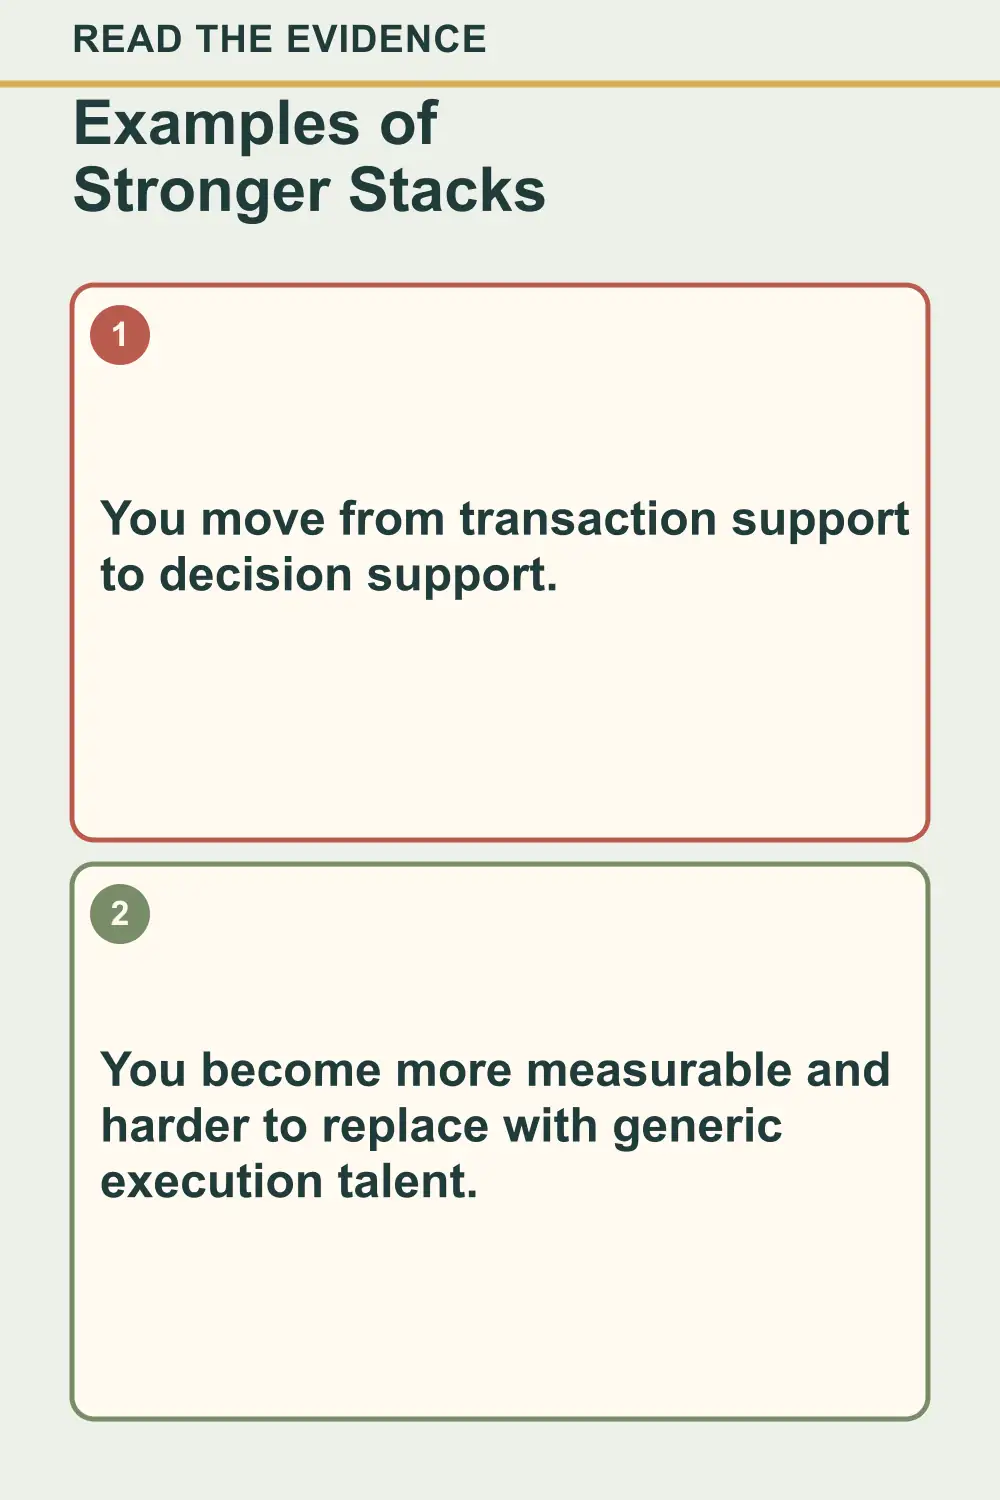 READ THE EVIDENCE
Examples of
Stronger Stacks
1
You move from transaction support
to decision support.
2
You become more measurable and
harder to replace with generic
execution talent.